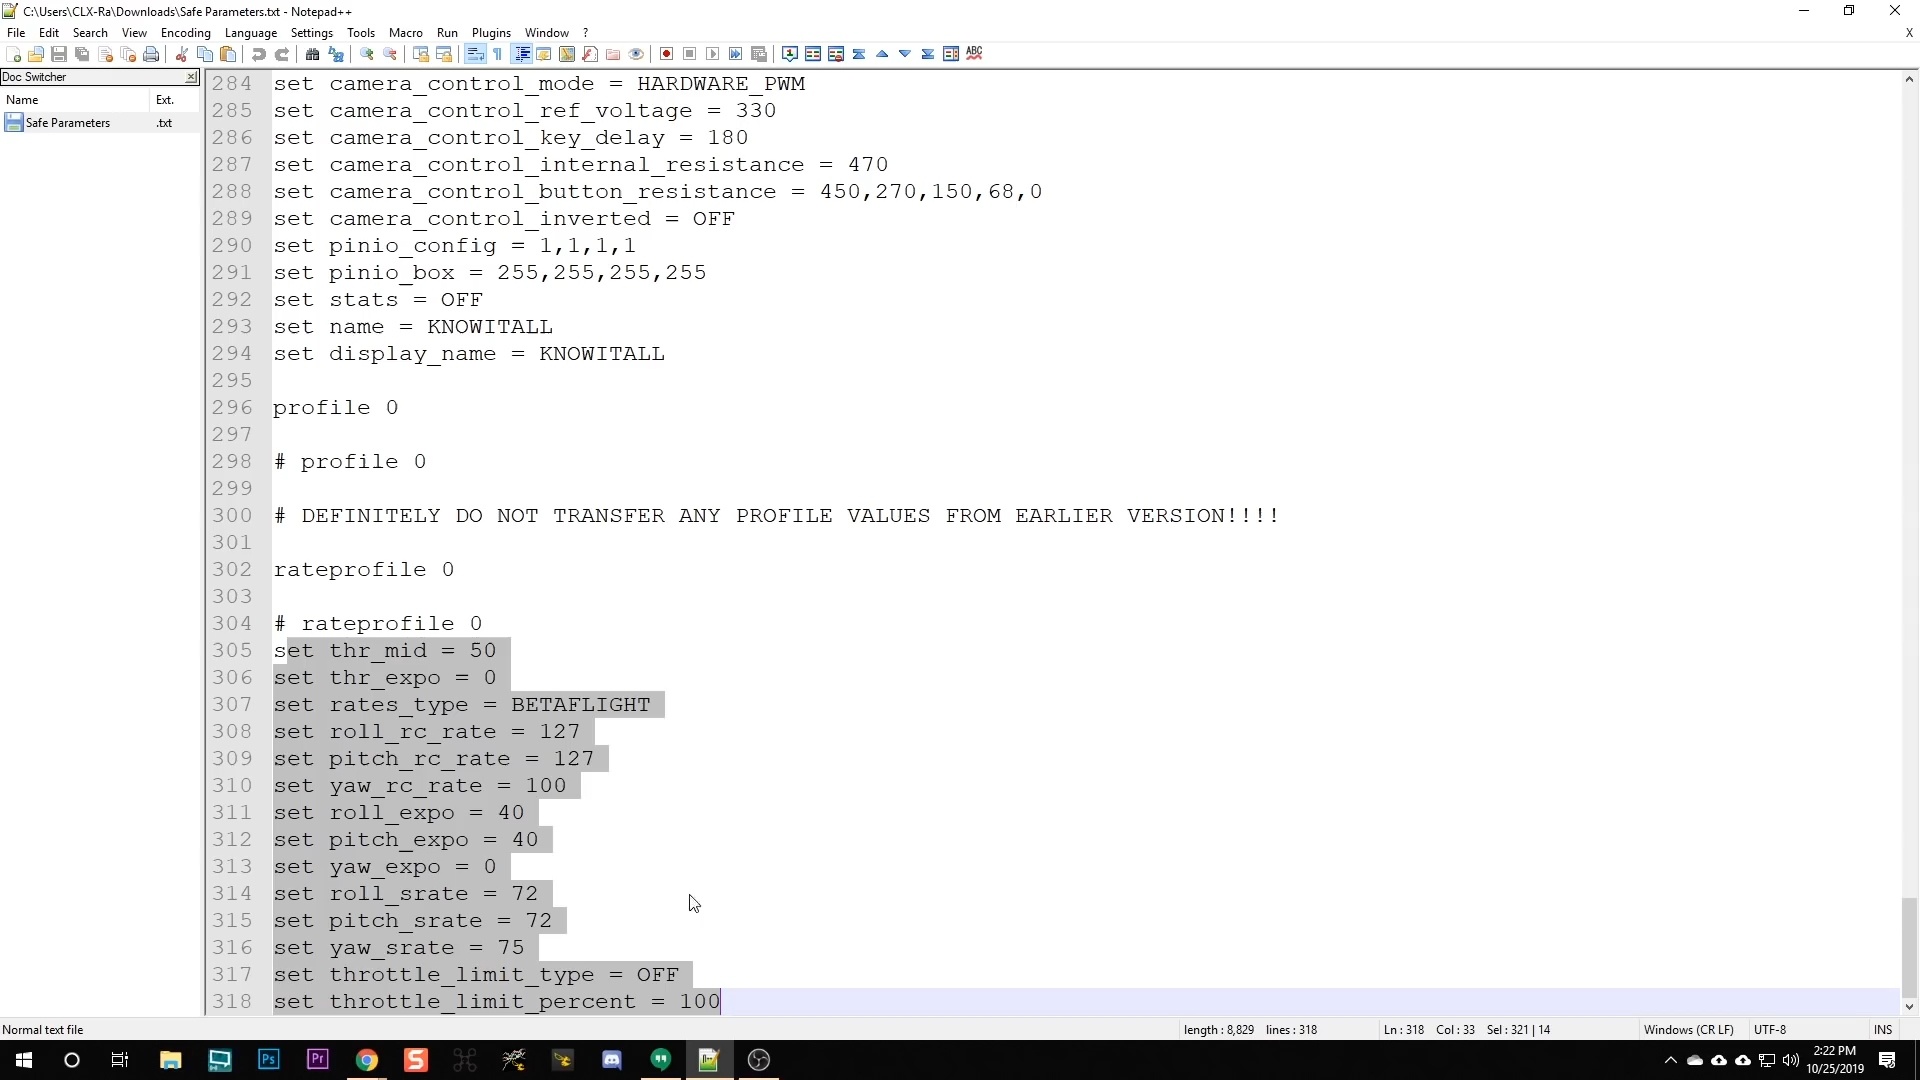 C:\Users\CLX-Ra\Downloads\Safe Parameters.txt - Notepad++
File Edit Search View Encoding Language Settings Tools Macro Run Plugins Window ? X
Doc Switcher
Name Ext.
Safe Parameters .txt
284 set camera_control_mode = HARDWARE_PWM
285 set camera_control_ref_voltage = 330
286 set camera_control_key_delay = 180
287 set camera_control_internal_resistance = 470
288 set camera_control_button_resistance = 450,270,150,68,0
289 set camera_control_inverted = OFF
290 set pinio_config = 1,1,1,1
291 set pinio_box = 255,255,255,255
292 set stats = OFF
293 set name = KNOWITALL
294 set display_name = KNOWITALL
295
296 profile 0
297
298 # profile 0
299
300 # DEFINITELY DO NOT TRANSFER ANY PROFILE VALUES FROM EARLIER VERSION!!!!
301
302 rateprofile 0
303
304 # rateprofile 0
305 set thr_mid = 50
306 set thr_expo = 0
307 set rates_type = BETAFLIGHT
308 set roll_rc_rate = 127
309 set pitch_rc_rate = 127
310 set yaw_rc_rate = 100
311 set roll_expo = 40
312 set pitch_expo = 40
313 set yaw_expo = 0
314 set roll_srate = 72
315 set pitch_srate = 72
316 set yaw_srate = 75
317 set throttle_limit_type = OFF
318 set throttle_limit_percent = 100
Normal text file length : 8,829 lines : 318 Ln : 318 Col : 33 Sel : 321 | 14 Windows (CR LF) UTF-8 INS
2:22 PM
10/25/2019